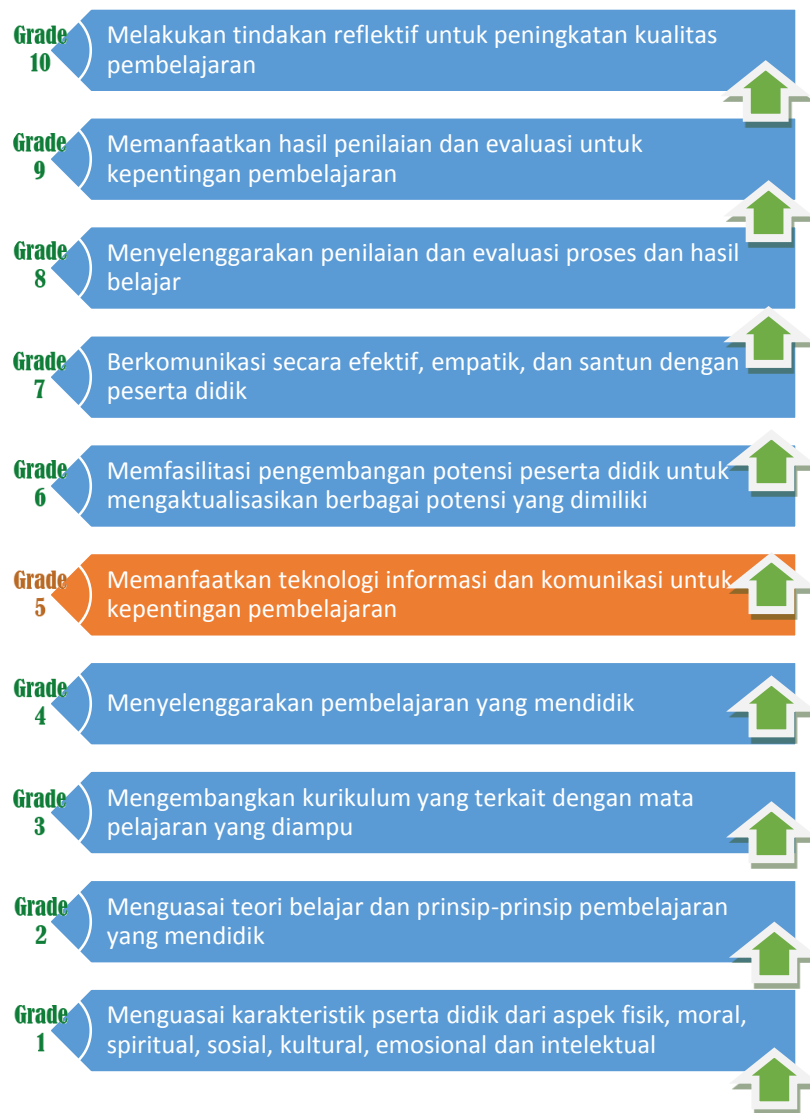 Grade
10
Melakukan tindakan reflektif untuk peningkatan kualitas
pembelajaran
Grade
9
Memanfaatkan hasil penilaian dan evaluasi untuk
kepentingan pembelajaran
Grade
8
Menyelenggarakan penilaian dan evaluasi proses dan hasil
belajar
Grade
7
Berkomunikasi secara efektif, empatik, dan santun dengan
peserta didik
Grade
6
Memfasilitasi pengembangan potensi peserta didik untuk
mengaktualisasikan berbagai potensi yang dimiliki
Grade
5
Memanfaatkan teknologi informasi dan komunikasi untuk
kepentingan pembelajaran
Grade
4
Menyelenggarakan pembelajaran yang mendidik
Grade
3
Mengembangkan kurikulum yang terkait dengan mata
pelajaran yang diampu
Grade
2
Menguasai teori belajar dan prinsip-prinsip pembelajaran
yang mendidik
Grade
1
Menguasai karakteristik pserta didik dari aspek fisik, moral,
spiritual, sosial, kultural, emosional dan intelektual